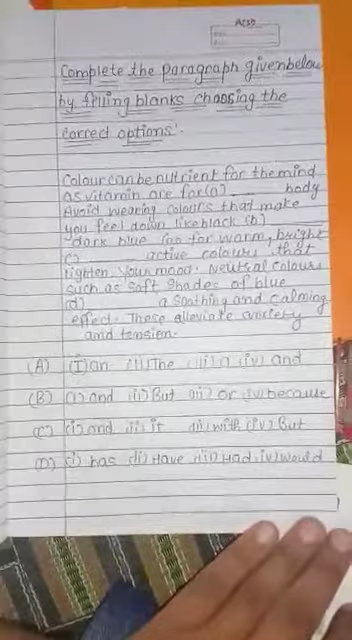 Complete the paragraph given below
by filling blanks choosing the
correct options'.
Colour can be nutrient for the mind
as vitamin are for (a) ___ body
Avoid wearing colours that make
you feel down like black (b) ___
dark blue Go for warm, bright
(c) ___ active colours that
lighten your mood. Neutral colours
such as soft shades of blue
(d) ___ a soothing and calming
effect. These alleviate anxiety
and tension.
(A) (i) an (ii) The (iii) a (iv) and
(B) (i) and (ii) But (iii) or (iv) because
(C) (i) and (ii) it (iii) with (iv) But
(D) (i) has (ii) Have (iii) Had (iv) would